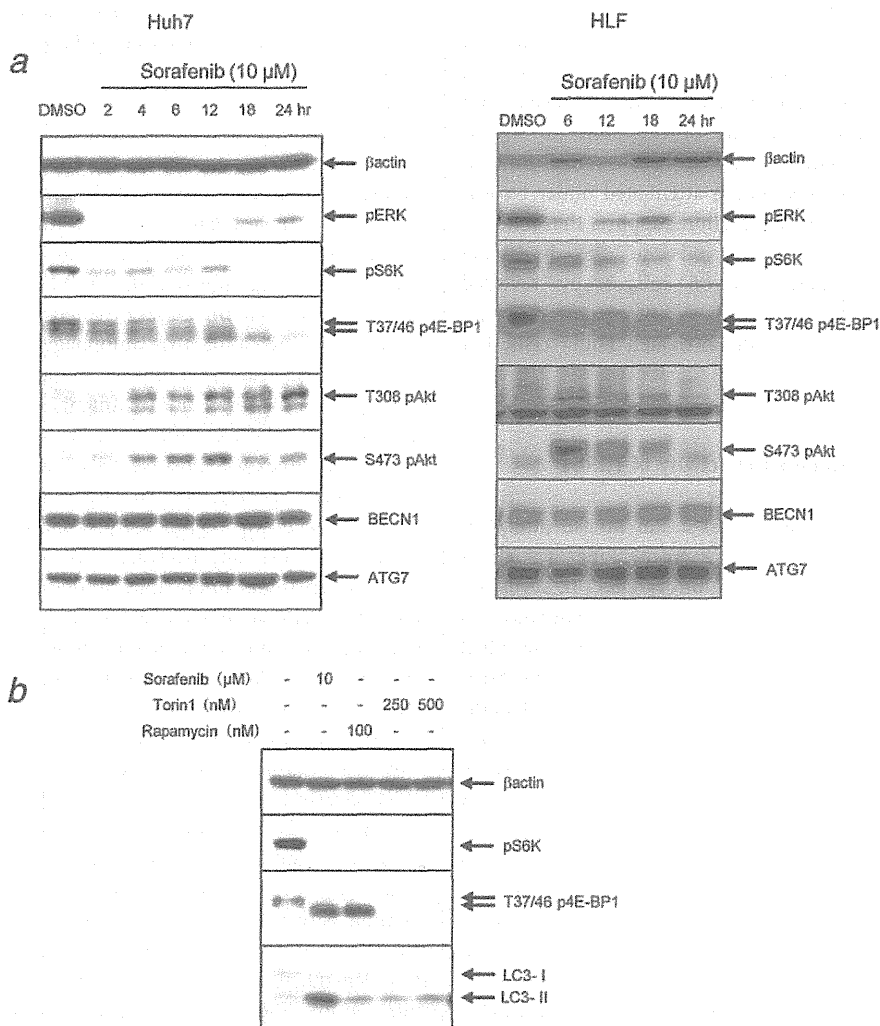 Huh7
HLF
a
Sorafenib (10 µM)
DMSO 2 4 6 12 18 24 hr
Sorafenib (10 µM)
DMSO 6 12 18 24 hr
βactin
pERK
pS6K
T37/46 p4E-BP1
T308 pAkt
S473 pAkt
BECN1
ATG7
βactin
pERK
pS6K
T37/46 p4E-BP1
T308 pAkt
S473 pAkt
BECN1
ATG7
b
Sorafenib (µM) - 10 - - -
Torin1 (nM) - - - 250 500
Rapamycin (nM) - - 100 - -
βactin
pS6K
T37/46 p4E-BP1
LC3- I
LC3- II